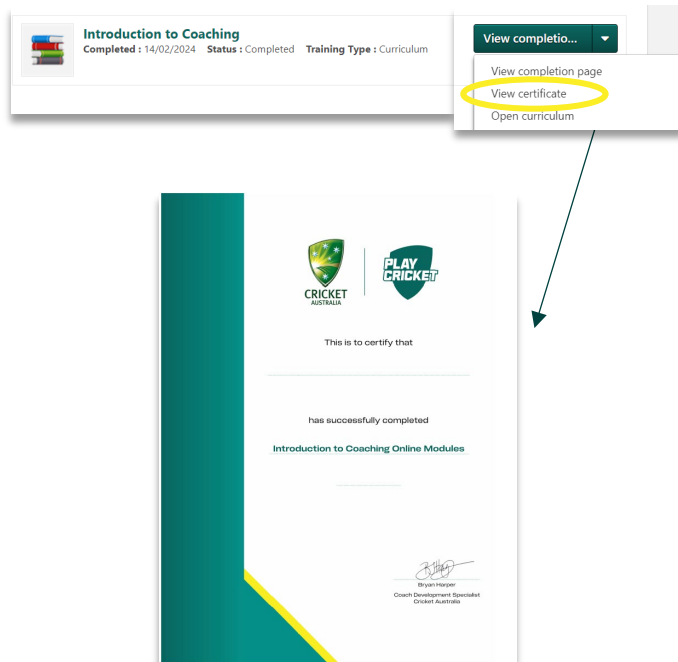 Introduction to Coaching
Completed : 14/02/2024 Status : Completed Training Type : Curriculum
View completio...
View completion page
View certificate
Open curriculum
CRICKET
AUSTRALIA
PLAY
CRICKET
This is to certify that
has successfully completed
Introduction to Coaching Online Modules
Bryan Harper
Coach Development Specialist
Cricket Australia